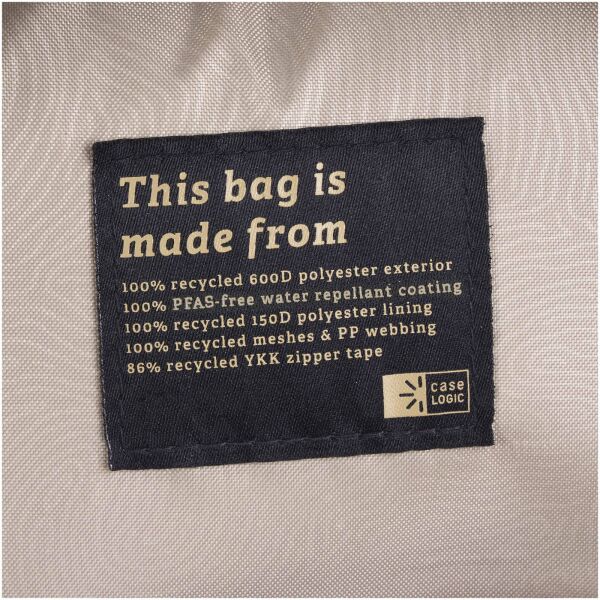 This bag is
made from
100% recycled 600D polyester exterior
100% PFAS-free water repellant coating
100% recycled 150D polyester lining
100% recycled meshes & PP webbing
86% recycled YKK zipper tape
case
LOGIC